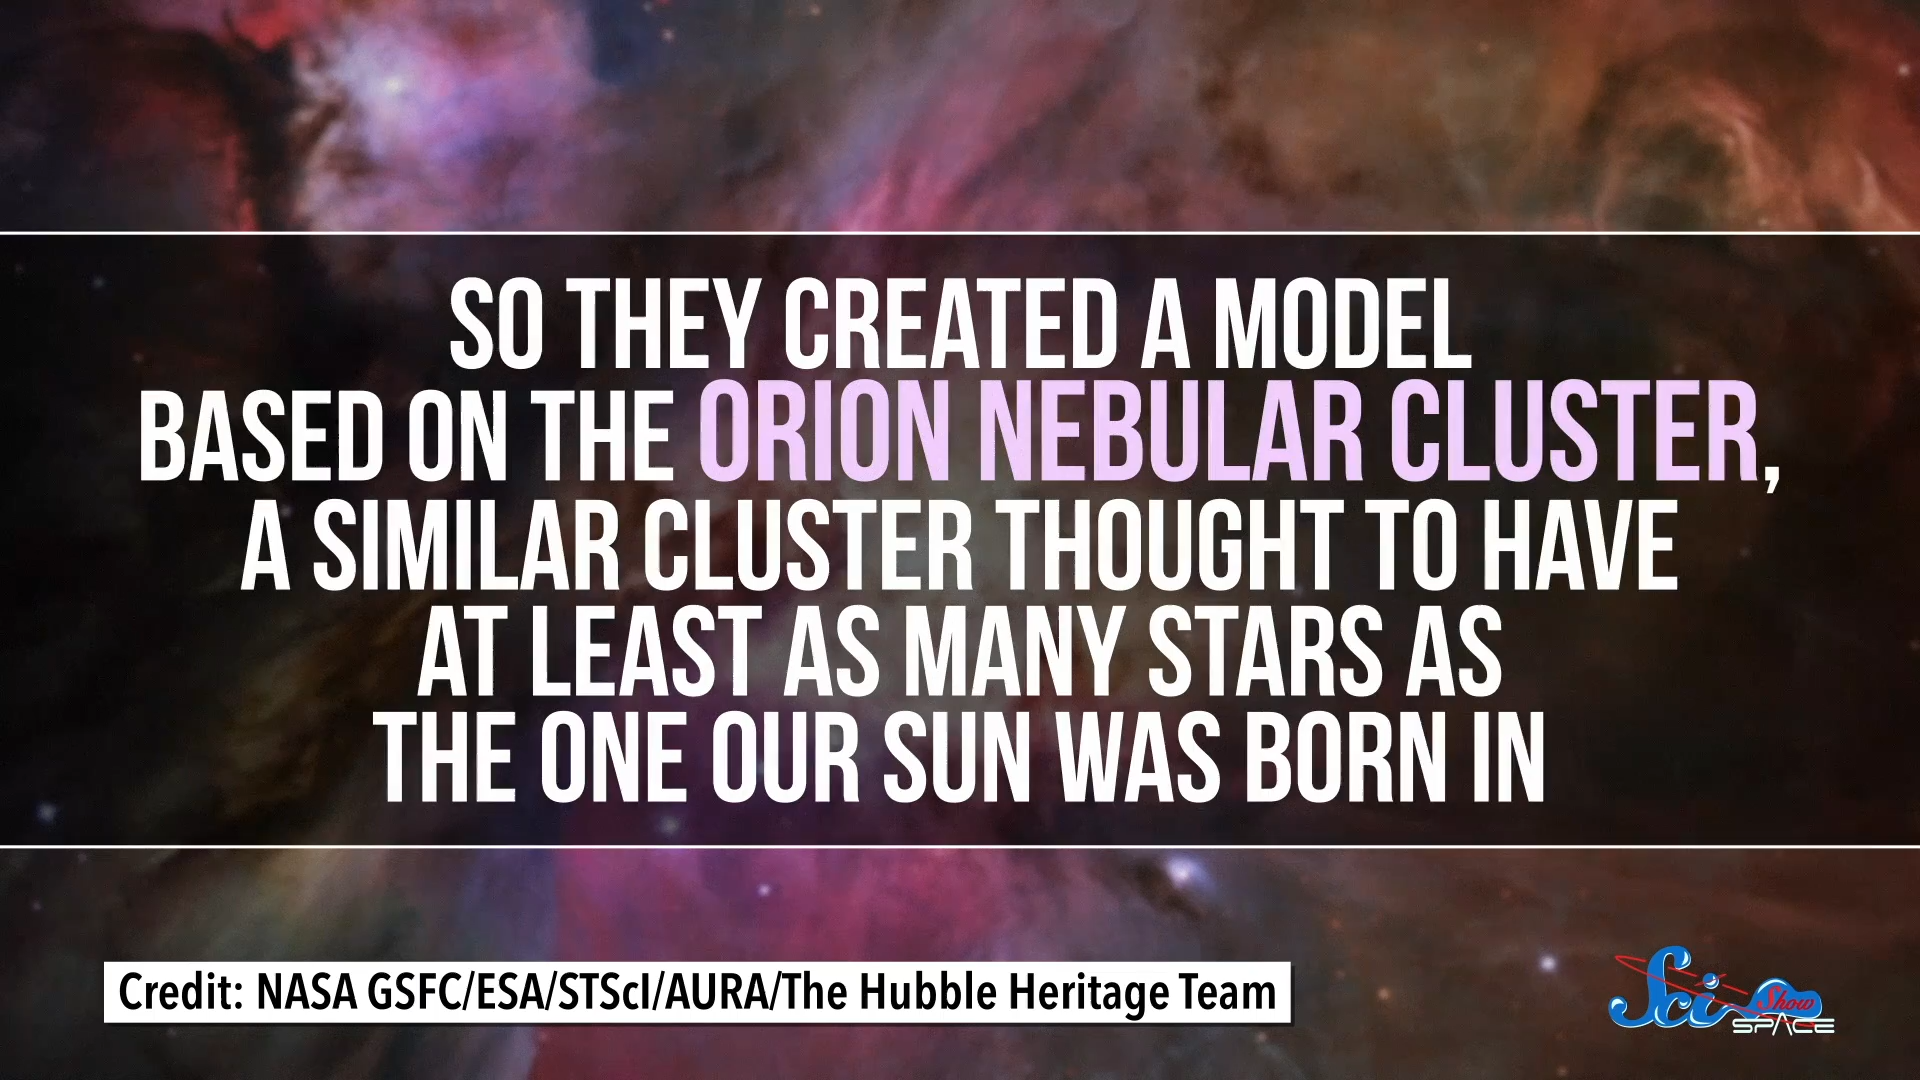 SO THEY CREATED A MODEL
BASED ON THE ORION NEBULAR CLUSTER,
A SIMILAR CLUSTER THOUGHT TO HAVE
AT LEAST AS MANY STARS AS
THE ONE OUR SUN WAS BORN IN
Credit: NASA GSFC/ESA/STScI/AURA/The Hubble Heritage Team
Sci Show
SPACE